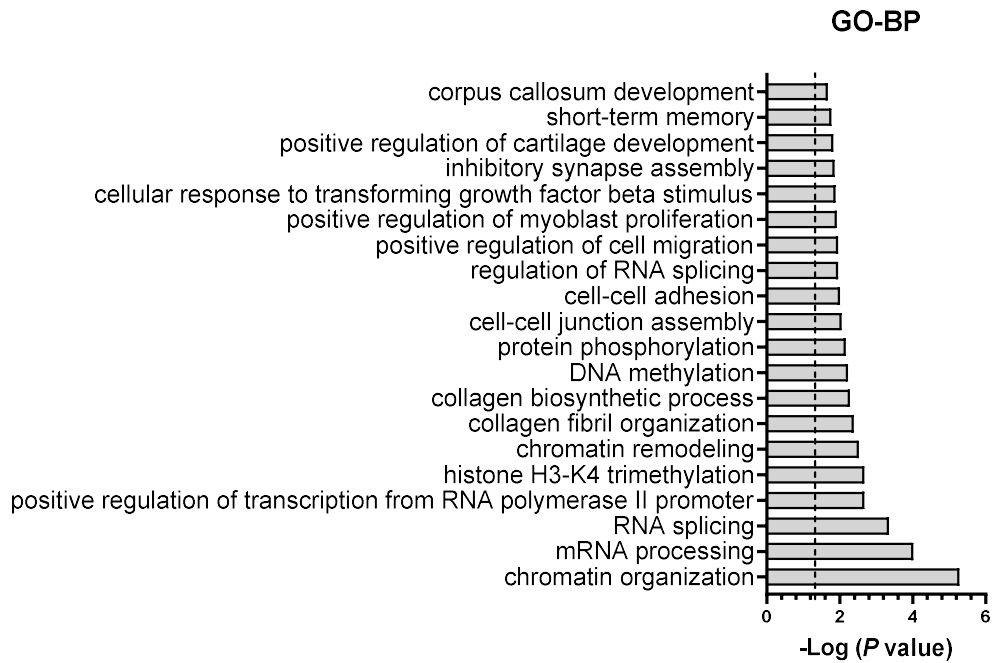 GO-BP
corpus callosum development
short-term memory
positive regulation of cartilage development
inhibitory synapse assembly
cellular response to transforming growth factor beta stimulus
positive regulation of myoblast proliferation
positive regulation of cell migration
regulation of RNA splicing
cell-cell adhesion
cell-cell junction assembly
protein phosphorylation
DNA methylation
collagen biosynthetic process
collagen fibril organization
chromatin remodeling
histone H3-K4 trimethylation
positive regulation of transcription from RNA polymerase II promoter
RNA splicing
mRNA processing
chromatin organization
0 2 4 6
-Log (P value)